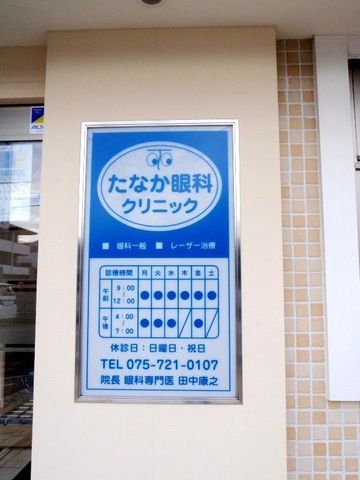 ALSOK
たなか眼科
クリニック
■ 眼科一般 ■ レーザー治療
診療時間 月 火 水 木 金 土
午前 9:00〜12:00 ● ● ● ● ● ●
午後 4:00〜7:00 ● ● ● / ● /
休診日:日曜日・祝日
TEL 075-721-0107
院長 眼科専門医 田中康之